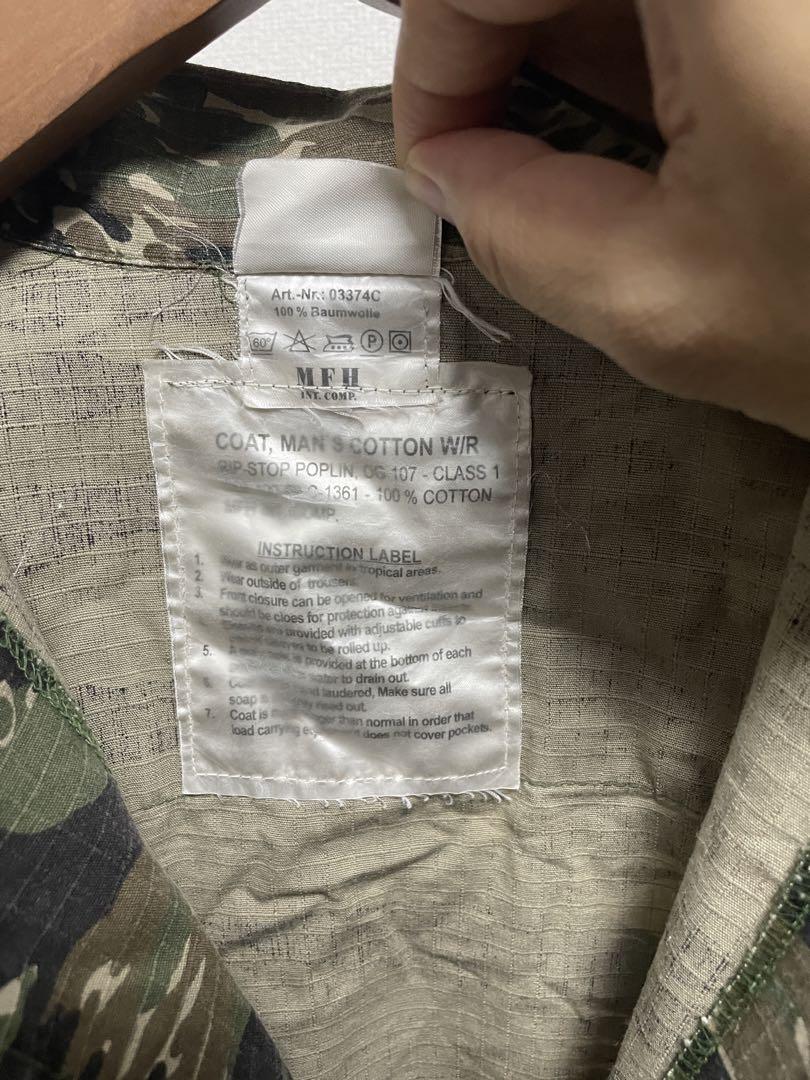 Art.-Nr.: 03374C
100 % Baumwolle
60°
P
MFH
INT. COMP.
COAT, MAN S COTTON W/R
RIP-STOP POPLIN, OG 107 - CLASS 1
C-1361 - 100 % COTTON
INSTRUCTION LABEL
1. as outer garment in tropical areas.
2. Wear outside of trousers.
3. Front closure can be opened for ventilation and
should be cloes for protection
are provided with adjustable cuffs to
to be rolled up.
5. is provided at the bottom of each
water to drain out.
6. laudered, Make sure all
soap is out.
7. Coat is than normal in order that
load carrying does not cover pockets.